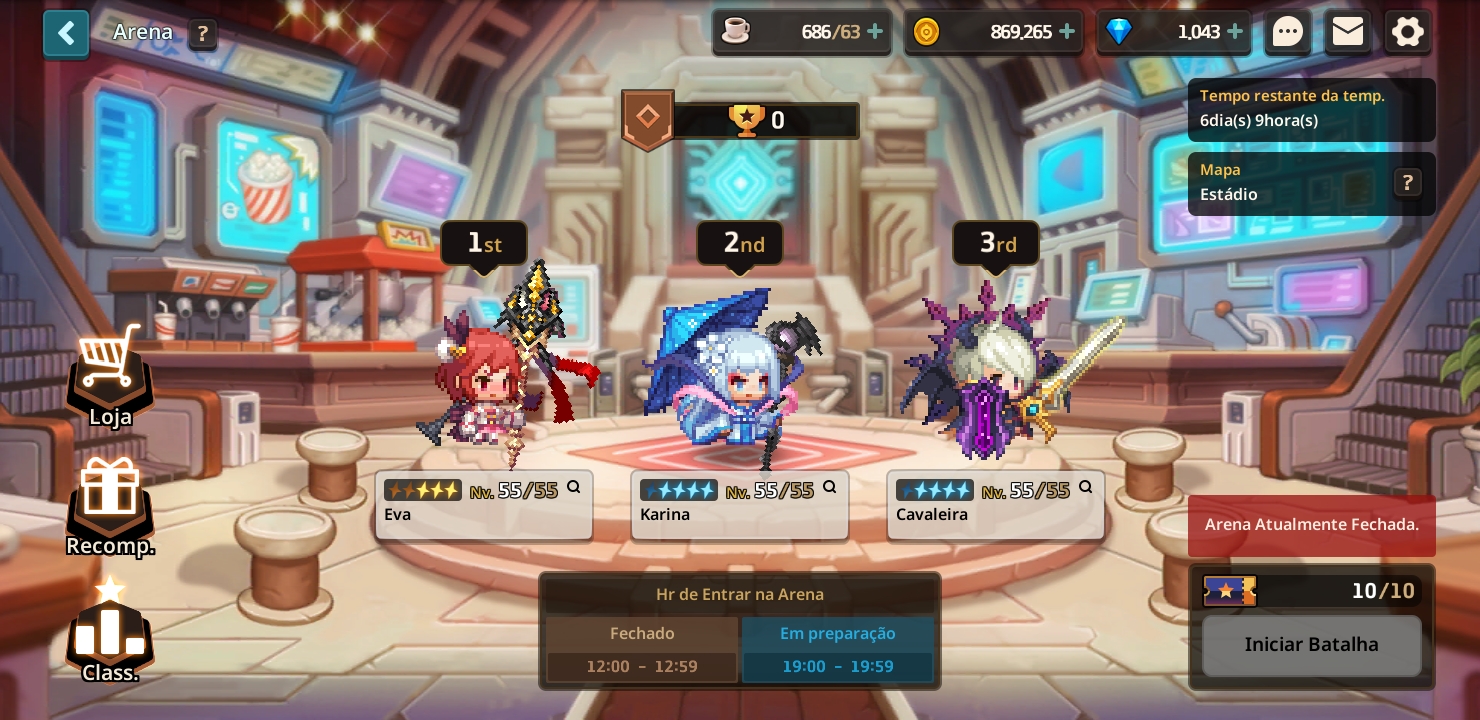 Arena ?
686/63
869,265
1,043
0
Tempo restante da temp.
6dia(s) 9hora(s)
Mapa
Estádio
?
1st
2nd
3rd
Loja
Recomp.
Class.
Nv. 55/55
Eva
Nv. 55/55
Karina
Nv. 55/55
Cavaleira
Arena Atualmente Fechada.
Hr de Entrar na Arena
Fechado
12:00 – 12:59
Em preparação
19:00 – 19:59
10/10
Iniciar Batalha